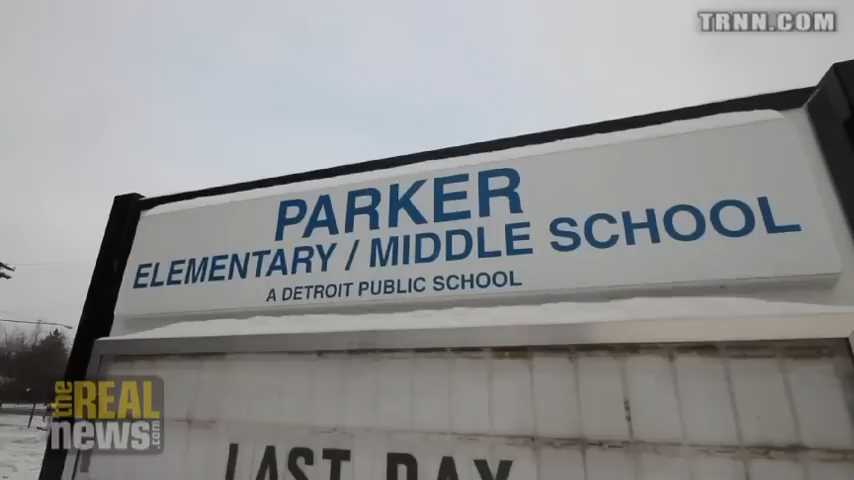 TRNN.COM
PARKER
ELEMENTARY / MIDDLE SCHOOL
A DETROIT PUBLIC SCHOOL
the REAL
news.com
LAST DAY